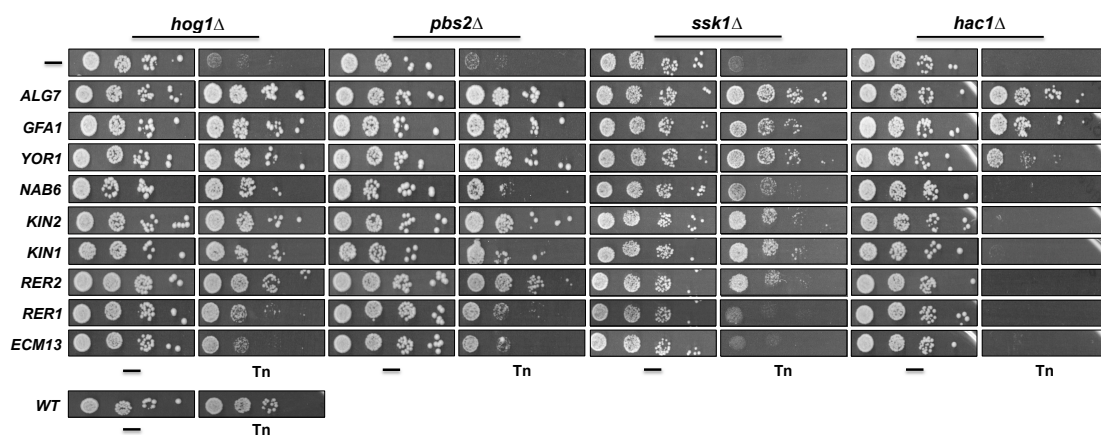 hog1Δ pbs2Δ ssk1Δ hac1Δ
—
ALG7
GFA1
YOR1
NAB6
KIN2
KIN1
RER2
RER1
ECM13
— Tn — Tn — Tn — Tn
WT
— Tn